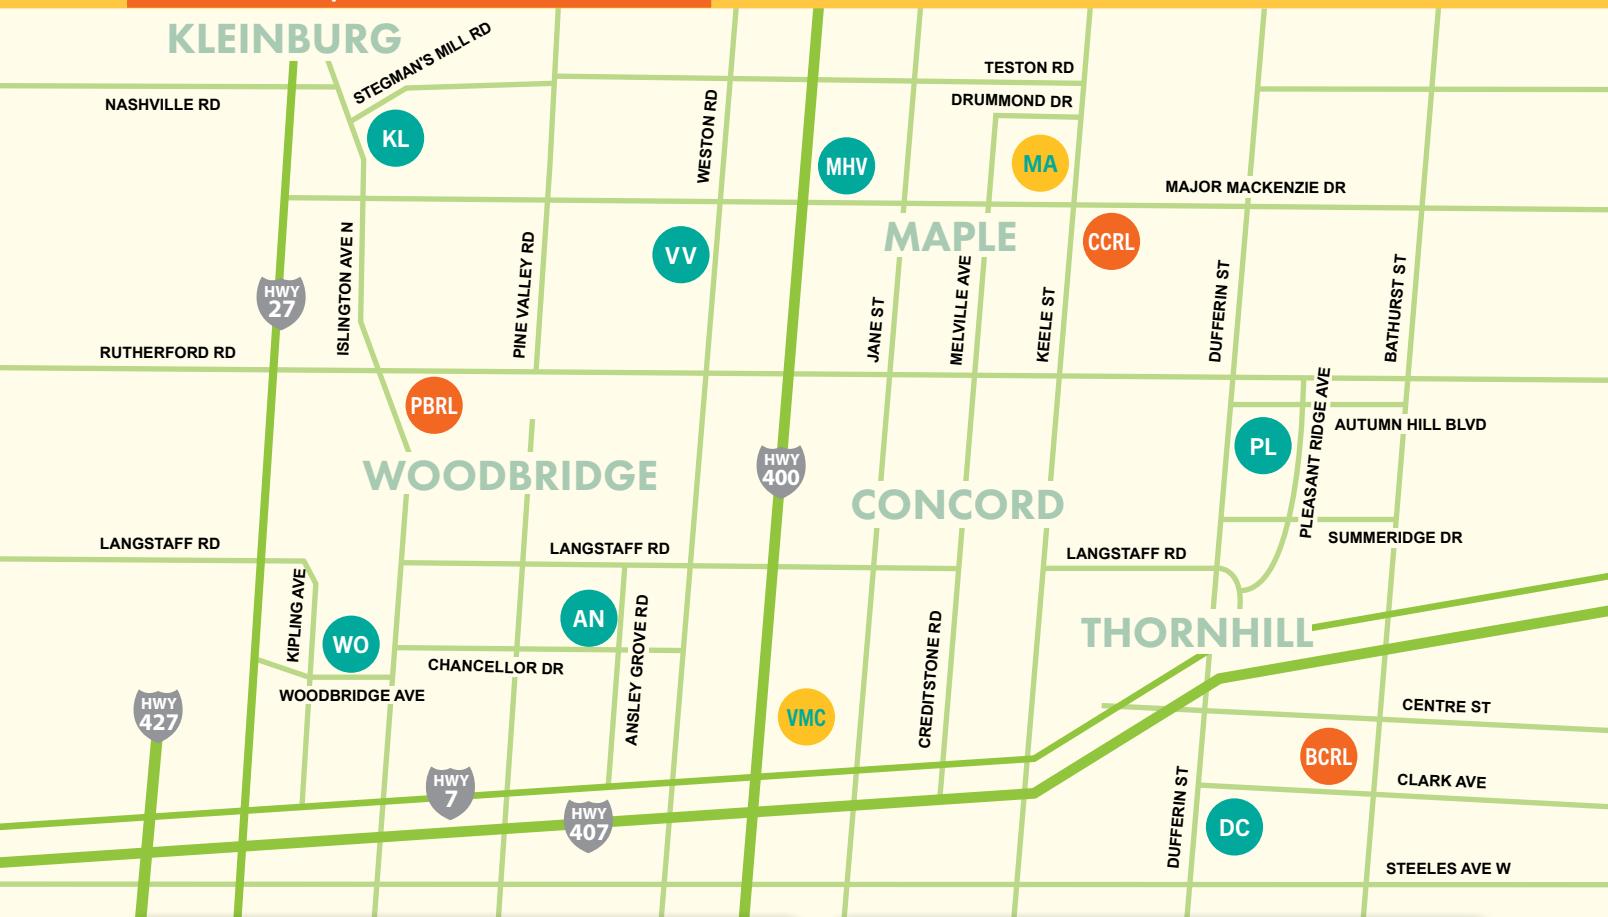 KLEINBURG
STEGMAN'S MILL RD
TESTON RD
NASHVILLE RD
DRUMMOND DR
WESTON RD
KL
MHV
MA
MAJOR MACKENZIE DR
MAPLE
CCRL
VV
ISLINGTON AVE N
PINE VALLEY RD
HWY
27
JANE ST
MELVILLE AVE
KEELE ST
DUFFERIN ST
BATHURST ST
RUTHERFORD RD
PBRL
PLEASANT RIDGE AVE
AUTUMN HILL BLVD
PL
WOODBRIDGE
HWY
400
CONCORD
SUMMERIDGE DR
LANGSTAFF RD
LANGSTAFF RD
LANGSTAFF RD
KIPLING AVE
AN
ANSLEY GROVE RD
CREDITSTONE RD
THORNHILL
WO
CHANCELLOR DR
WOODBRIDGE AVE
HWY
427
VMC
CENTRE ST
BCRL
HWY
7
CLARK AVE
HWY
407
DUFFERIN ST
DC
STEELES AVE W